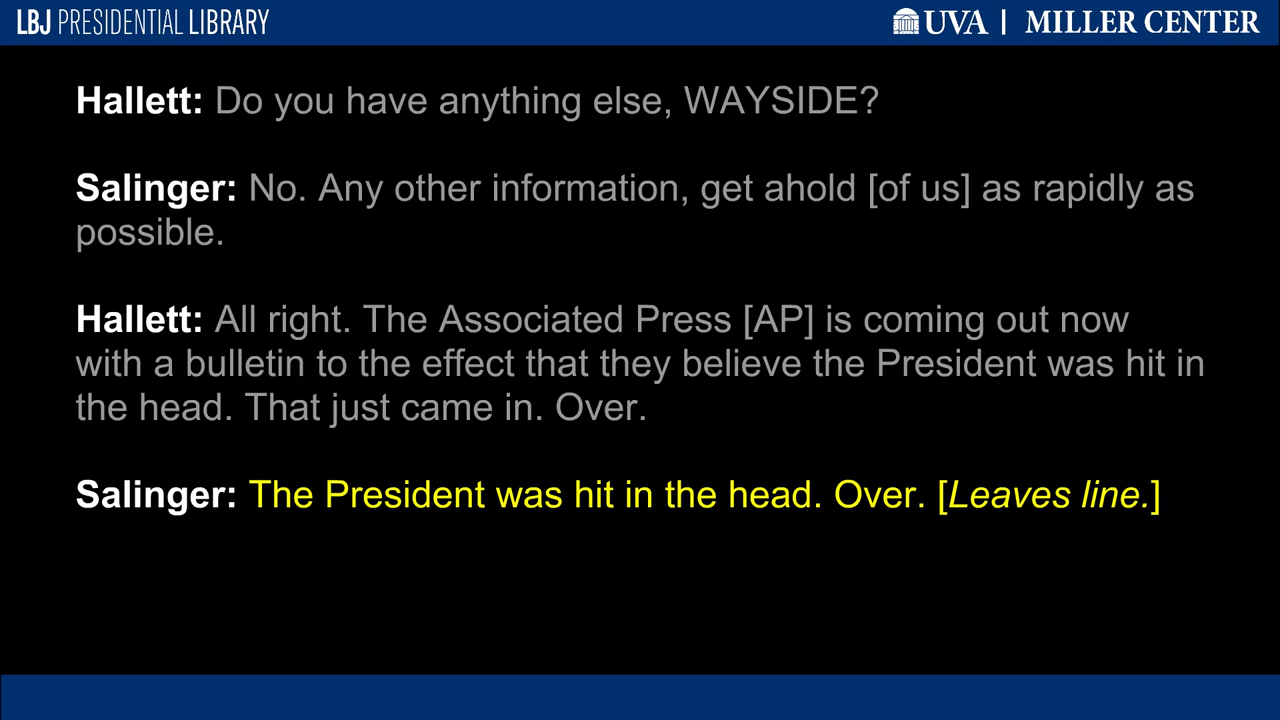 LBJ PRESIDENTIAL LIBRARY
UVA | MILLER CENTER
Hallett: Do you have anything else, WAYSIDE?
Salinger: No. Any other information, get ahold [of us] as rapidly as
possible.
Hallett: All right. The Associated Press [AP] is coming out now
with a bulletin to the effect that they believe the President was hit in
the head. That just came in. Over.
Salinger: The President was hit in the head. Over. [Leaves line.]